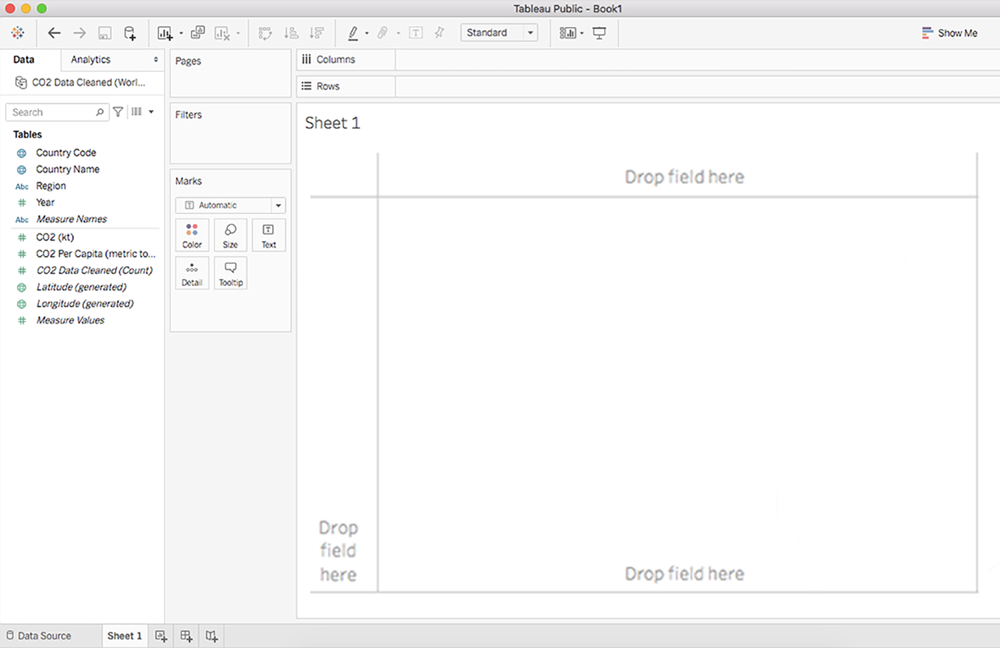 Tableau Public - Book1
Standard
Show Me
Data
Analytics
CO2 Data Cleaned (Worl...
Search
Tables
Country Code
Country Name
Abc Region
Year
Abc Measure Names
CO2 (kt)
CO2 Per Capita (metric to...
CO2 Data Cleaned (Count)
Latitude (generated)
Longitude (generated)
Measure Values
Pages
Filters
Marks
T Automatic
Color
Size
T
Text
Detail
Tooltip
Columns
Rows
Sheet 1
Drop field here
Drop
field
here
Drop field here
Data Source
Sheet 1